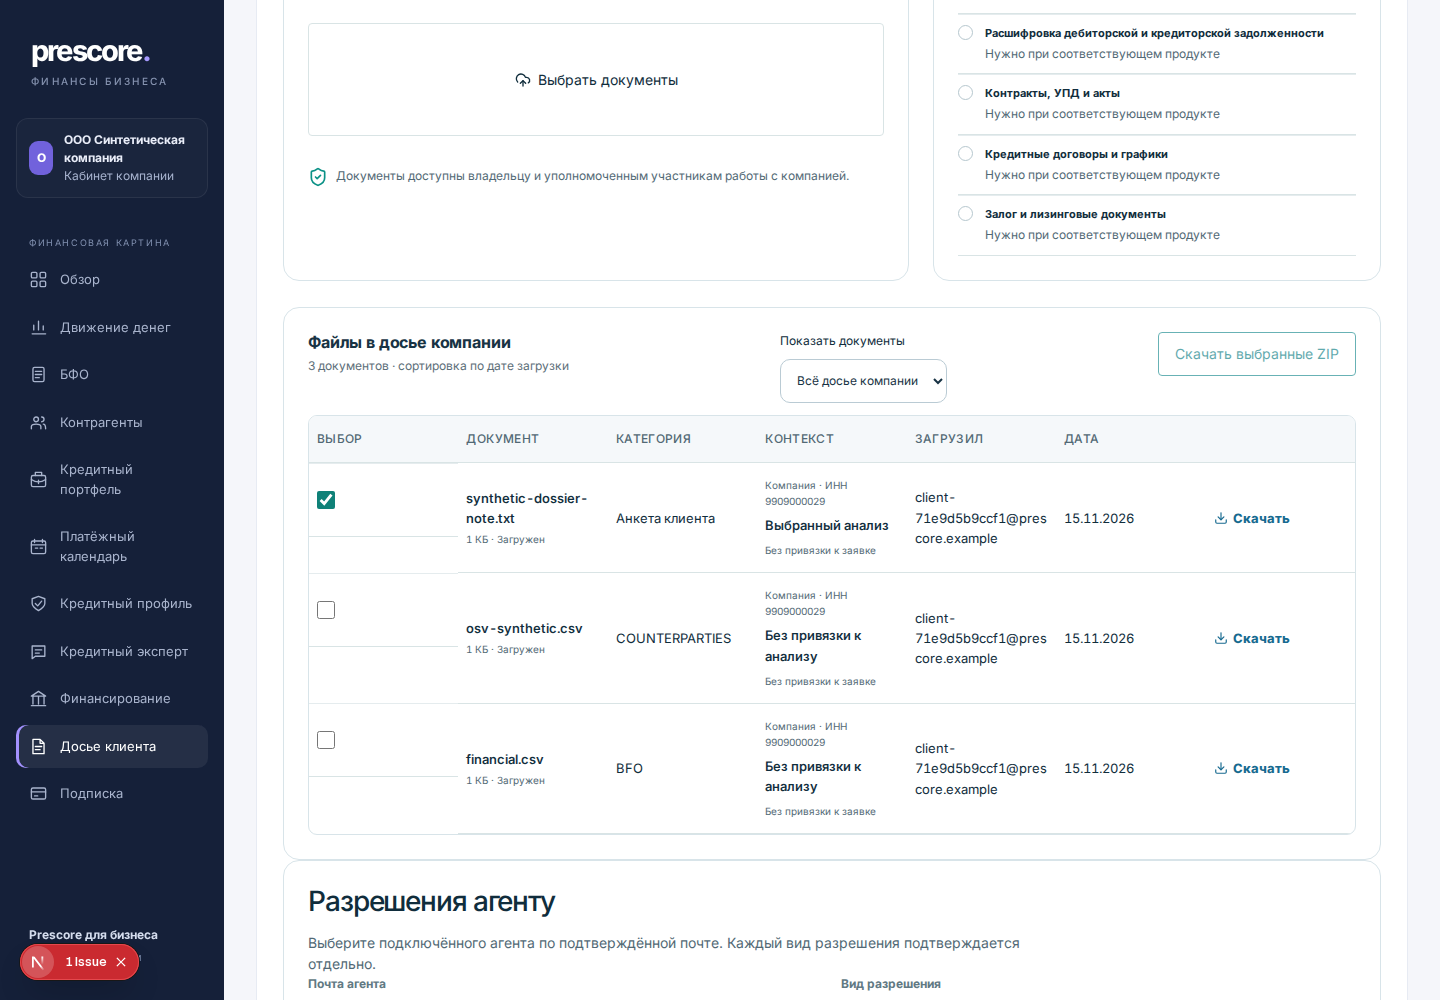 prescore.
ФИНАНСЫ БИЗНЕСА
О
ООО Синтетическая
компания
Кабинет компании
ФИНАНСОВАЯ КАРТИНА
Обзор
Движение денег
БФО
Контрагенты
Кредитный
портфель
Платёжный
календарь
Кредитный профиль
Кредитный эксперт
Финансирование
Досье клиента
Подписка
Prescore для бизнеса
N
1 Issue
Выбрать документы
Документы доступны владельцу и уполномоченным участникам работы с компанией.
Расшифровка дебиторской и кредиторской задолженности
Нужно при соответствующем продукте
Контракты, УПД и акты
Нужно при соответствующем продукте
Кредитные договоры и графики
Нужно при соответствующем продукте
Залог и лизинговые документы
Нужно при соответствующем продукте
Файлы в досье компании
3 документов · сортировка по дате загрузки
Показать документы
Всё досье компании
Скачать выбранные ZIP
ВЫБОР ДОКУМЕНТ КАТЕГОРИЯ КОНТЕКСТ ЗАГРУЗИЛ ДАТА
synthetic-dossier-
note.txt
1 КБ · Загружен
Анкета клиента
Компания · ИНН
9909000029
Выбранный анализ
Без привязки к заявке
client-
71e9d5b9ccf1@pres
core.example
15.11.2026
Скачать
osv-synthetic.csv
1 КБ · Загружен
COUNTERPARTIES
Компания · ИНН
9909000029
Без привязки к
анализу
Без привязки к заявке
client-
71e9d5b9ccf1@pres
core.example
15.11.2026
Скачать
financial.csv
1 КБ · Загружен
BFO
Компания · ИНН
9909000029
Без привязки к
анализу
Без привязки к заявке
client-
71e9d5b9ccf1@pres
core.example
15.11.2026
Скачать
Разрешения агенту
Выберите подключённого агента по подтверждённой почте. Каждый вид разрешения подтверждается
отдельно.
Почта агента
Вид разрешения